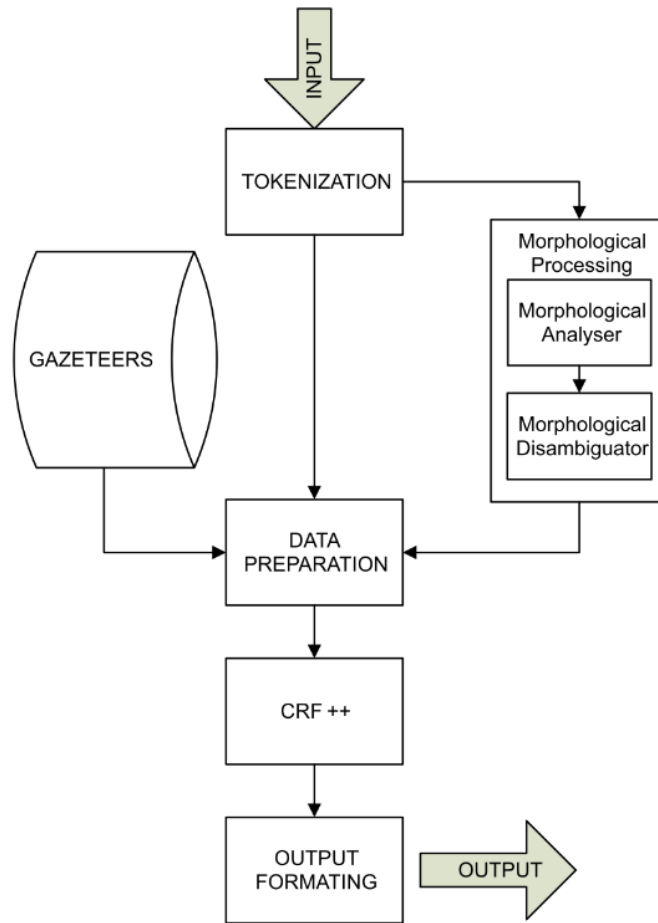 INPUT
TOKENIZATION
Morphological
Processing
Morphological
Analyser
GAZETEERS
Morphological
Disambiguator
DATA
PREPARATION
CRF ++
OUTPUT
FORMATING
OUTPUT